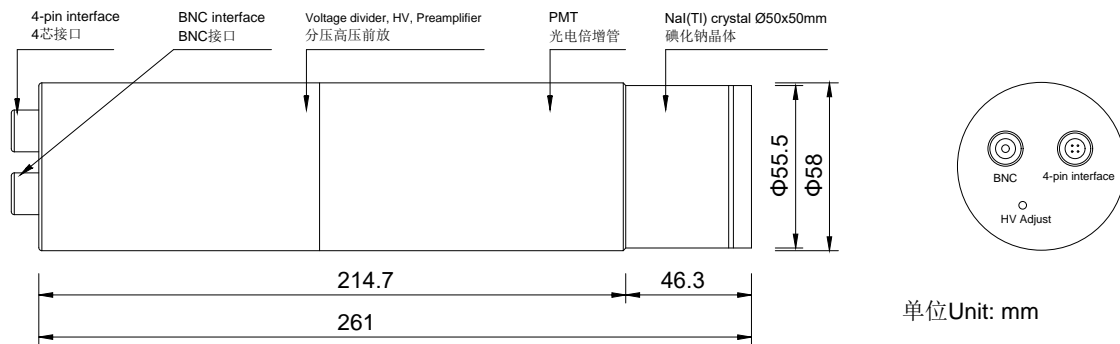 4-pin interface
4芯接口
BNC interface
BNC接口
Voltage divider, HV, Preamplifier
分压高压前放
PMT
光电倍增管
NaI(Tl) crystal Ø50x50mm
碘化钠晶体
Φ55.5
Φ58
BNC
4-pin interface
HV Adjust
214.7
46.3
261
单位Unit: mm